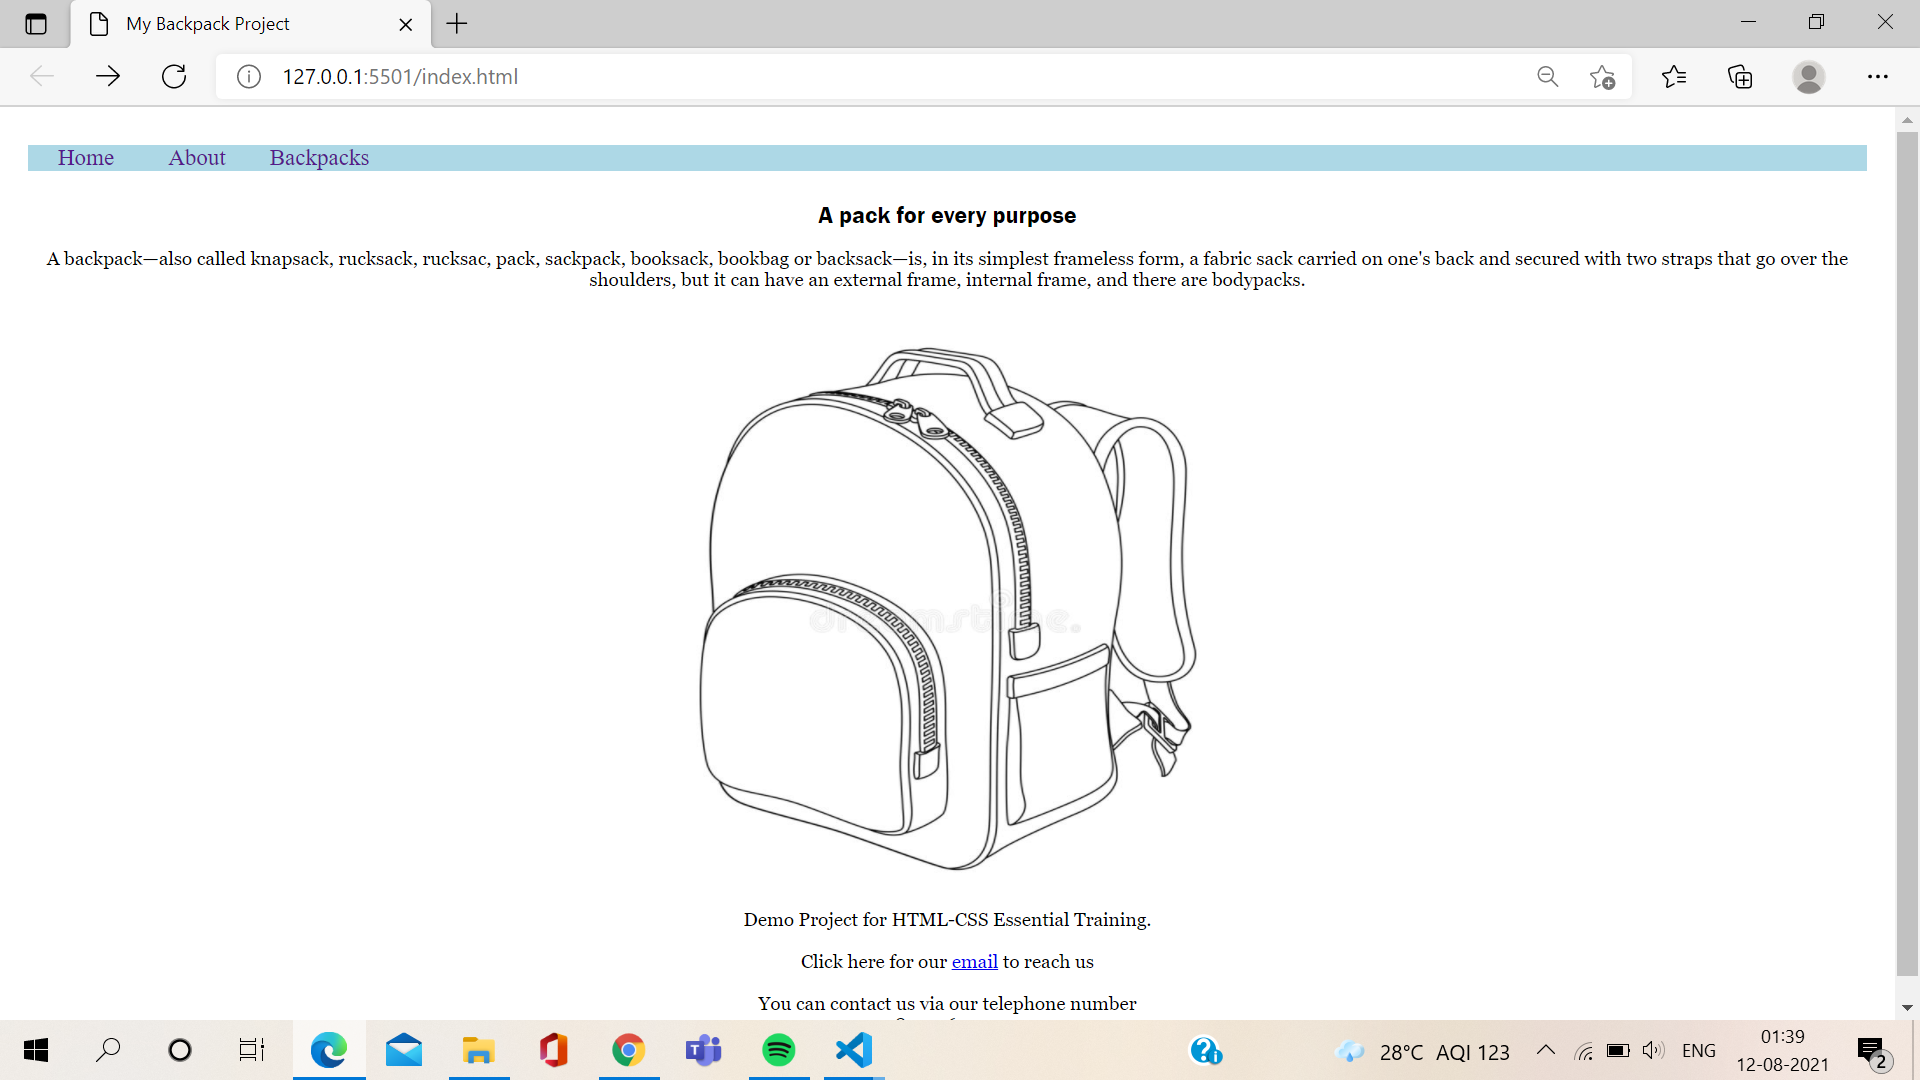 My Backpack Project
127.0.0.1:5501/index.html
Home About Backpacks
A pack for every purpose
A backpack—also called knapsack, rucksack, rucksac, pack, sackpack, booksack, bookbag or backsack—is, in its simplest frameless form, a fabric sack carried on one's back and secured with two straps that go over the
shoulders, but it can have an external frame, internal frame, and there are bodypacks.
dreamstime.
Demo Project for HTML-CSS Essential Training.
Click here for our email to reach us
You can contact us via our telephone number
28°C AQI 123
ENG
01:39
12-08-2021
2